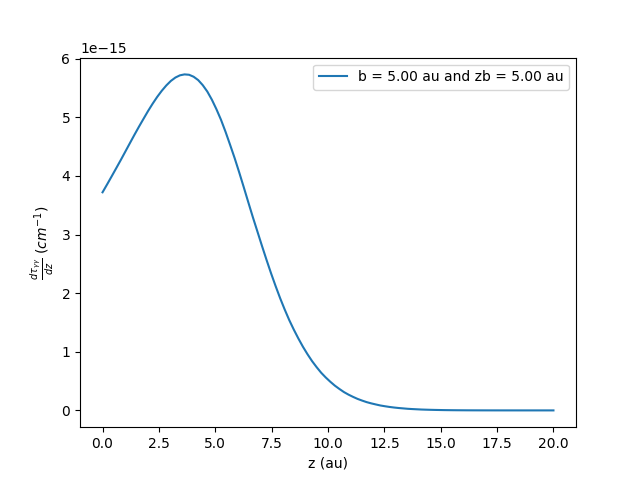 1e−15
b = 5.00 au and zb = 5.00 au
6
5
4
3
2
1
0
dτγγ/dz (cm⁻¹)
0.0 2.5 5.0 7.5 10.0 12.5 15.0 17.5 20.0
z (au)